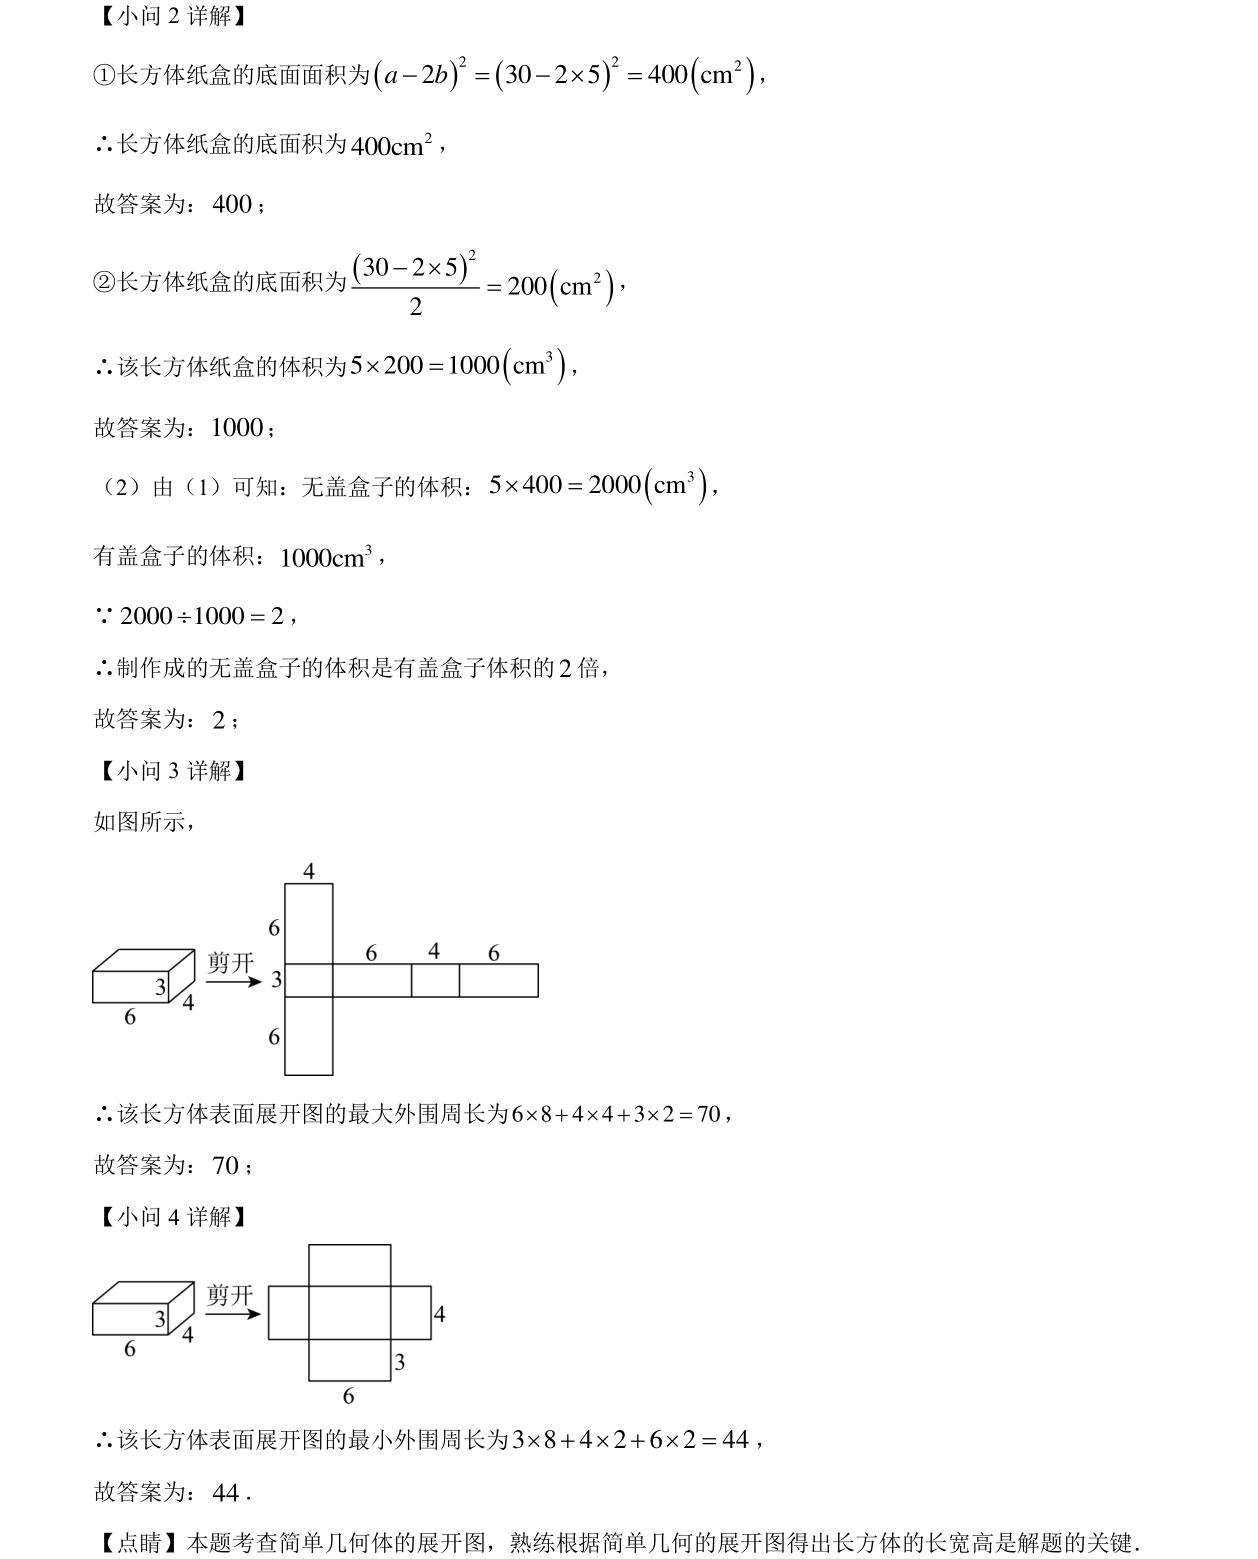 【小问 2 详解】
①长方体纸盒的底面面积为(a−2b)²=(30−2×5)²=400(cm²),
∴长方体纸盒的底面积为400cm²,
故答案为：400;
②长方体纸盒的底面积为(30−2×5)²/2=200(cm²),
∴该长方体纸盒的体积为5×200=1000(cm³),
故答案为：1000;
（2）由（1）可知：无盖盒子的体积：5×400=2000(cm³),
有盖盒子的体积：1000cm³,
∵2000÷1000=2,
∴制作成的无盖盒子的体积是有盖盒子体积的2倍,
故答案为：2;
【小问 3 详解】
如图所示,
4
6
6 4 6
剪开
3
3
4
6
6
∴该长方体表面展开图的最大外围周长为6×8+4×4+3×2=70,
故答案为：70;
【小问 4 详解】
剪开
3
4
6
4
3
6
∴该长方体表面展开图的最小外围周长为3×8+4×2+6×2=44,
故答案为：44.
【点睛】本题考查简单几何体的展开图，熟练根据简单几何的展开图得出长方体的长宽高是解题的关键.